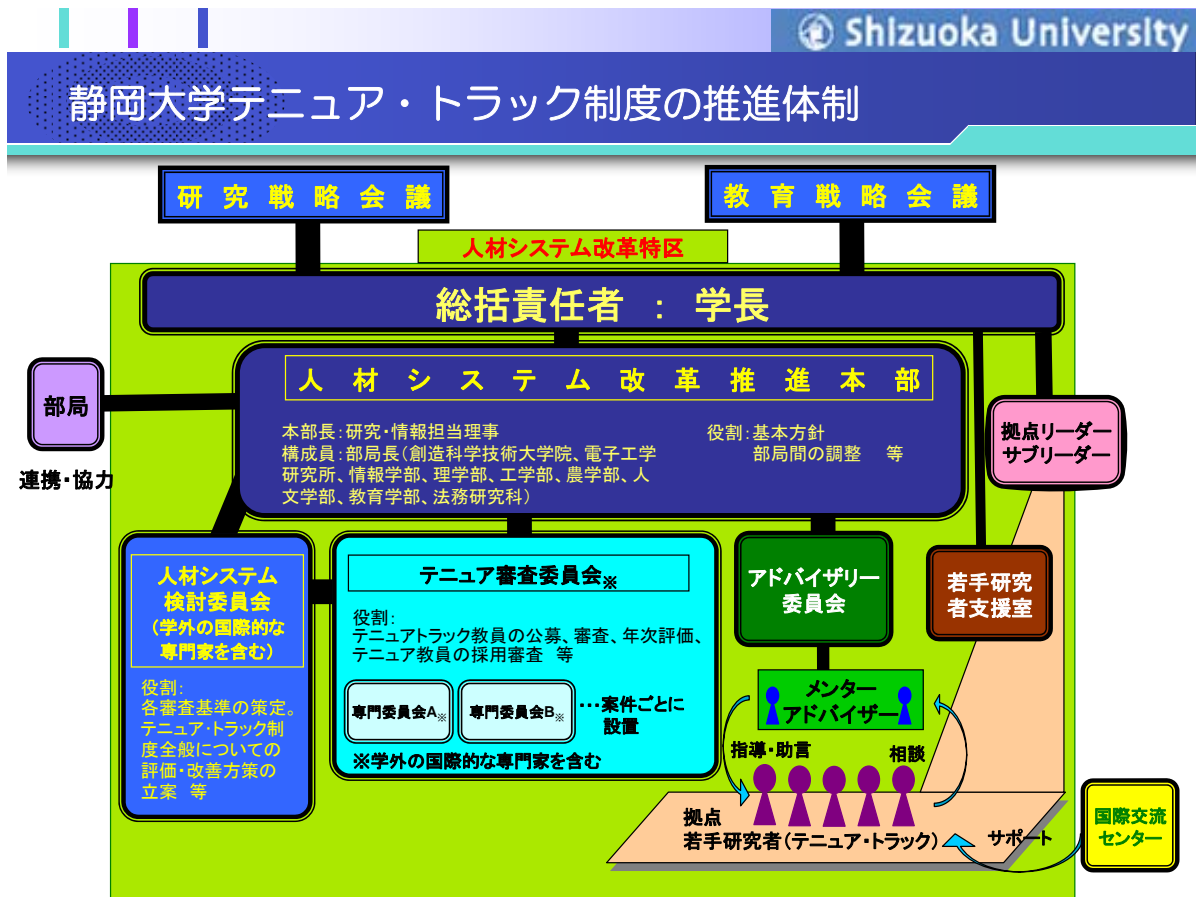 Shizuoka University
静岡大学テニュア・トラック制度の推進体制
研究戦略会議
教育戦略会議
人材システム改革特区
総括責任者 : 学長
人材システム改革推進本部
本部長:研究・情報担当理事
構成員:部局長(創造科学技術大学院、電子工学
研究所、情報学部、理学部、工学部、農学部、人
文学部、教育学部、法務研究科)
役割:基本方針
部局間の調整 等
部局
連携・協力
拠点リーダー
サブリーダー
人材システム
検討委員会
(学外の国際的な
専門家を含む)
役割:
各審査基準の策定。
テニュア・トラック制
度全般についての
評価・改善方策の
立案 等
テニュア審査委員会※
役割:
テニュアトラック教員の公募、審査、年次評価、
テニュア教員の採用審査 等
専門委員会A※
専門委員会B※
…案件ごとに
設置
※学外の国際的な専門家を含む
アドバイザリー
委員会
若手研究
者支援室
メンター
アドバイザー
指導・助言
相談
拠点
若手研究者(テニュア・トラック)
サポート
国際交流
センター